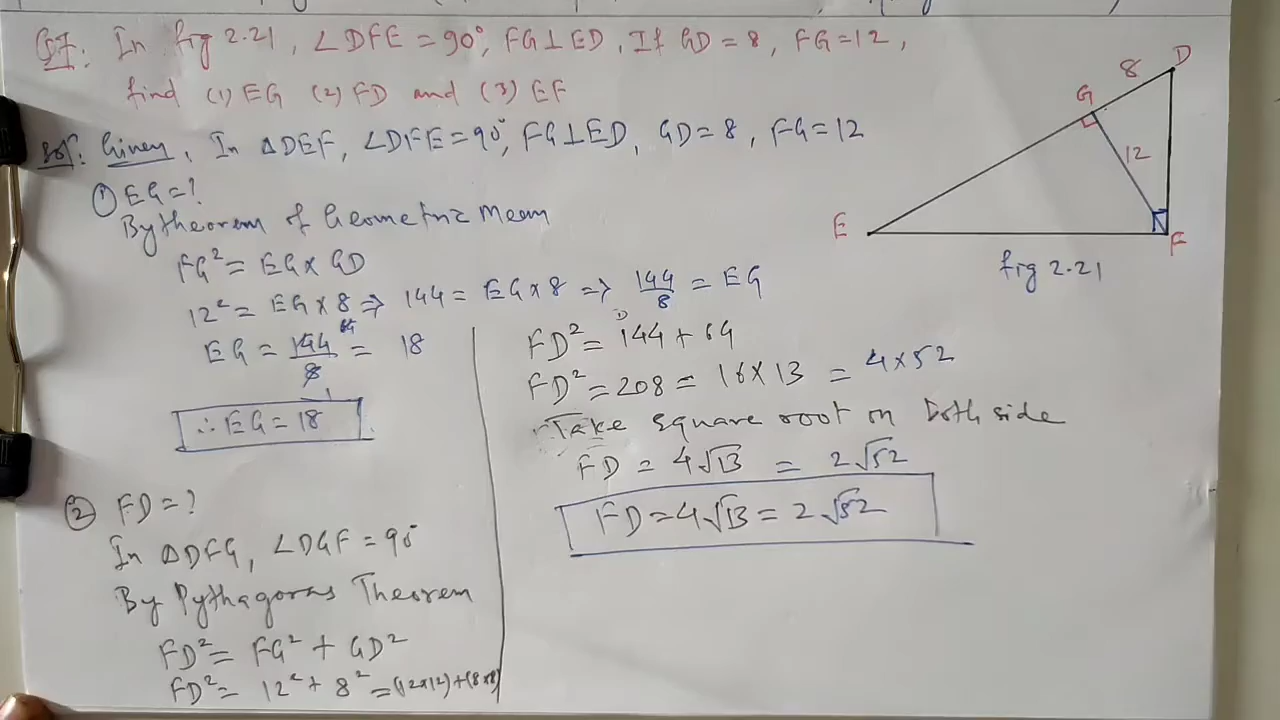 Q7. In fig 2.21, ∠DFE = 90°, FG⊥ED, If GD = 8, FG = 12,
find (1) EG (2) FD and (3) EF
Sol. Given, In △DEF, ∠DFE = 90°, FG⊥ED, GD = 8, FG = 12
① EG = ?
By theorem of Geometric Mean
FG² = EG × GD
12² = EG × 8 ⇒ 144 = EG × 8 ⇒ 144/8 = EG
EG = 144/8 = 18
∴ EG = 18
② FD = ?
In △DFG, ∠DGF = 90°
By Pythagoras Theorem
FD² = FG² + GD²
FD² = 12² + 8² = (12×12) + (8×8)
FD² = 144 + 64
FD² = 208 = 16 × 13 = 4 × 52
Take square root on both side
FD = 4√13 = 2√52
FD = 4√13 = 2√52
D
8
G
12
E
F
fig 2.21